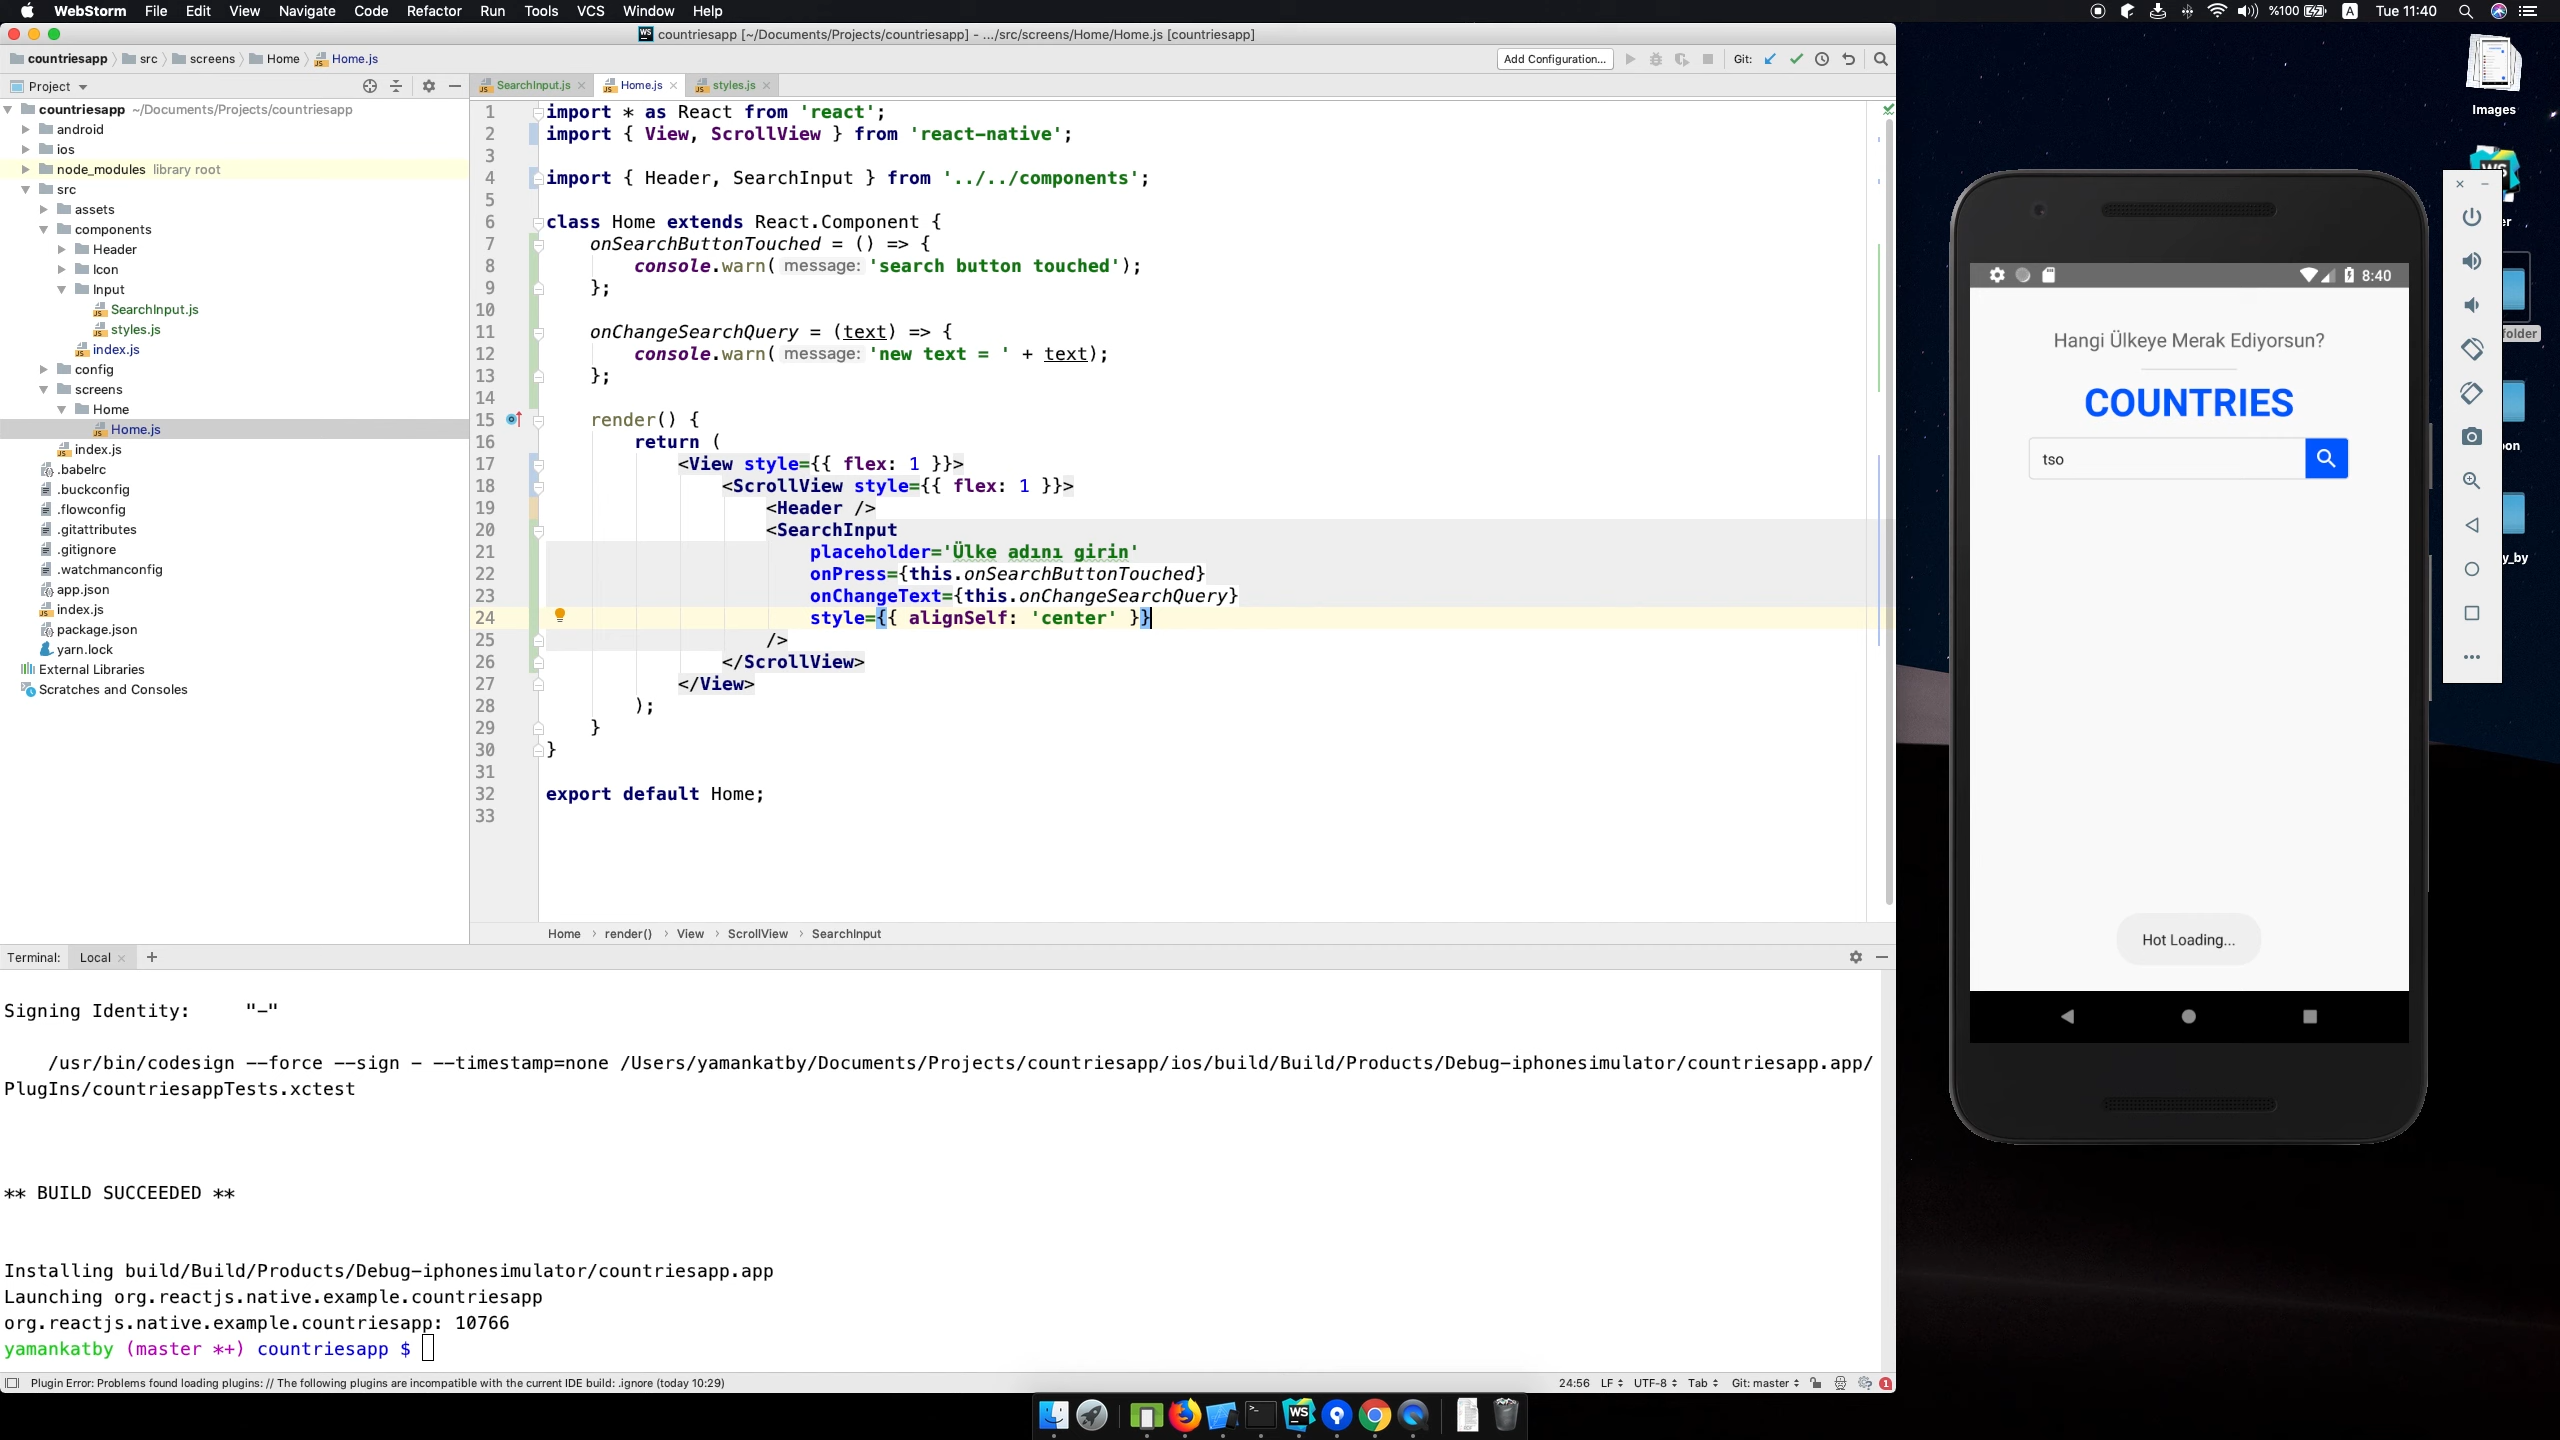 WebStorm File Edit View Navigate Code Refactor Run Tools VCS Window Help
%100 A Tue 11:40
countriesapp [~/Documents/Projects/countriesapp] - .../src/screens/Home/Home.js [countriesapp]
countriesapp src screens Home Home.js
Add Configuration... Git:
Project
SearchInput.js Home.js styles.js
countriesapp ~/Documents/Projects/countriesapp
android
ios
node_modules library root
src
assets
components
Header
Icon
Input
SearchInput.js
styles.js
index.js
config
screens
Home
Home.js
index.js
.babelrc
.buckconfig
.flowconfig
.gitattributes
.gitignore
.watchmanconfig
app.json
index.js
package.json
yarn.lock
External Libraries
Scratches and Consoles
1 import * as React from 'react';
2 import { View, ScrollView } from 'react-native';
3
4 import { Header, SearchInput } from '../../components';
5
6 class Home extends React.Component {
7 onSearchButtonTouched = () => {
8 console.warn( message: 'search button touched');
9 };
10
11 onChangeSearchQuery = (text) => {
12 console.warn( message: 'new text = ' + text);
13 };
14
15 render() {
16 return (
17 <View style={{ flex: 1 }}>
18 <ScrollView style={{ flex: 1 }}>
19 <Header />
20 <SearchInput
21 placeholder='Ülke adını girin'
22 onPress={this.onSearchButtonTouched}
23 onChangeText={this.onChangeSearchQuery}
24 style={{ alignSelf: 'center' }}
25 />
26 </ScrollView>
27 </View>
28 );
29 }
30 }
31
32 export default Home;
33
Home render() View ScrollView SearchInput
Terminal: Local +
Signing Identity: "-"
/usr/bin/codesign --force --sign - --timestamp=none /Users/yamankatby/Documents/Projects/countriesapp/ios/build/Build/Products/Debug-iphonesimulator/countriesapp.app/
PlugIns/countriesappTests.xctest
** BUILD SUCCEEDED **
Installing build/Build/Products/Debug-iphonesimulator/countriesapp.app
Launching org.reactjs.native.example.countriesapp
org.reactjs.native.example.countriesapp: 10766
yamankatby (master *+) countriesapp $
Plugin Error: Problems found loading plugins: // The following plugins are incompatible with the current IDE build: .ignore (today 10:29)
24:56 LF UTF-8 Tab Git: master 1
8:40
Hangi Ülkeye Merak Ediyorsun?
COUNTRIES
tso
Hot Loading...
Images
WS
er
folder
oon
y_by
WS